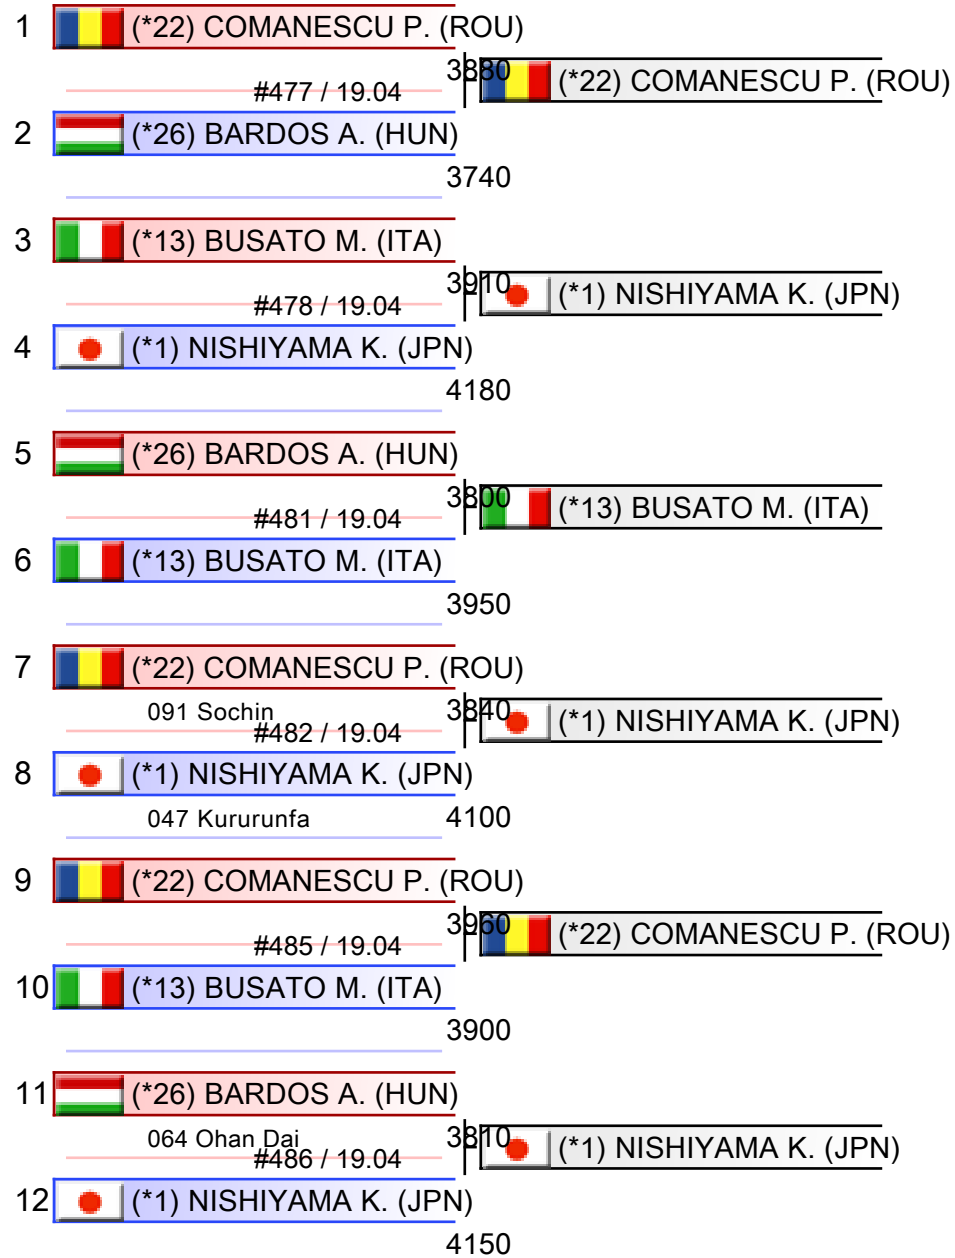 1 (*22) COMANESCU P. (ROU)
3880
(*22) COMANESCU P. (ROU)
#477 / 19.04
2 (*26) BARDOS A. (HUN)
3740
3 (*13) BUSATO M. (ITA)
3910
(*1) NISHIYAMA K. (JPN)
#478 / 19.04
4 (*1) NISHIYAMA K. (JPN)
4180
5 (*26) BARDOS A. (HUN)
3800
(*13) BUSATO M. (ITA)
#481 / 19.04
6 (*13) BUSATO M. (ITA)
3950
7 (*22) COMANESCU P. (ROU)
091 Sochin
3840
(*1) NISHIYAMA K. (JPN)
#482 / 19.04
8 (*1) NISHIYAMA K. (JPN)
047 Kururunfa
4100
9 (*22) COMANESCU P. (ROU)
3960
(*22) COMANESCU P. (ROU)
#485 / 19.04
10 (*13) BUSATO M. (ITA)
3900
11 (*26) BARDOS A. (HUN)
064 Ohan Dai
3810
(*1) NISHIYAMA K. (JPN)
#486 / 19.04
12 (*1) NISHIYAMA K. (JPN)
4150